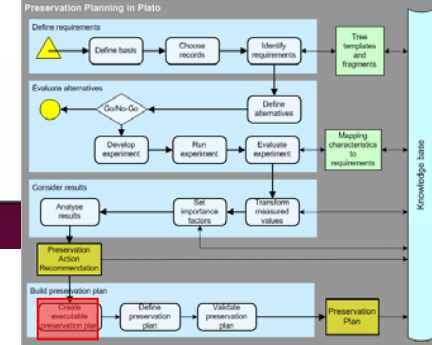 Preservation Planning in Plato
Define requirements
Define basis
Choose
records
Identify
requirements
Tree
templates
and
fragments
Evaluate alternatives
Go/No-Go
Define
alternatives
Develop
experiment
Run
experiment
Evaluate
experiment
Mapping
characteristics
to
requirements
Knowledge base
Consider results
Analyse
results
Set
importance
factors
Transform
measured
values
Preservation
Action
Recommendation
Build preservation plan
Create
executable
preservation plan
Define
preservation
plan
Validate
preservation
plan
Preservation
Plan